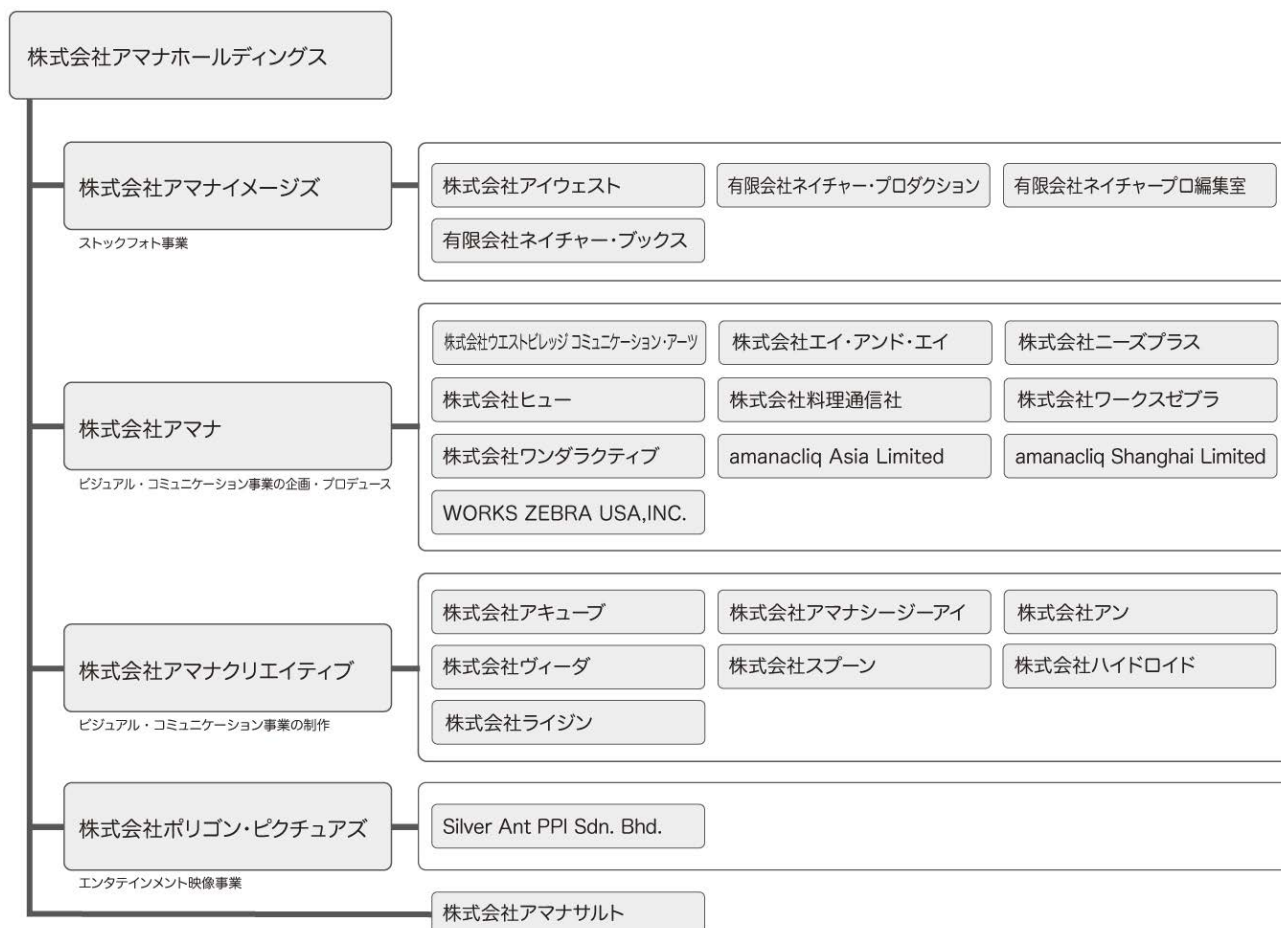 株式会社アマナホールディングス
株式会社アマナイメージズ
ストックフォト事業
株式会社アイウェスト
有限会社ネイチャー・プロダクション
有限会社ネイチャープロ編集室
有限会社ネイチャー・ブックス
株式会社アマナ
ビジュアル・コミュニケーション事業の企画・プロデュース
株式会社ウエストビレッジ コミュニケーション・アーツ
株式会社エイ・アンド・エイ
株式会社ニーズプラス
株式会社ヒュー
株式会社料理通信社
株式会社ワークスゼブラ
株式会社ワンダラクティブ
amanacliq Asia Limited
amanacliq Shanghai Limited
WORKS ZEBRA USA,INC.
株式会社アマナクリエイティブ
ビジュアル・コミュニケーション事業の制作
株式会社アキューブ
株式会社アマナシージーアイ
株式会社アン
株式会社ヴィーダ
株式会社スプーン
株式会社ハイドロイド
株式会社ライジン
株式会社ポリゴン・ピクチュアズ
エンタテインメント映像事業
Silver Ant PPI Sdn. Bhd.
株式会社アマナサルト